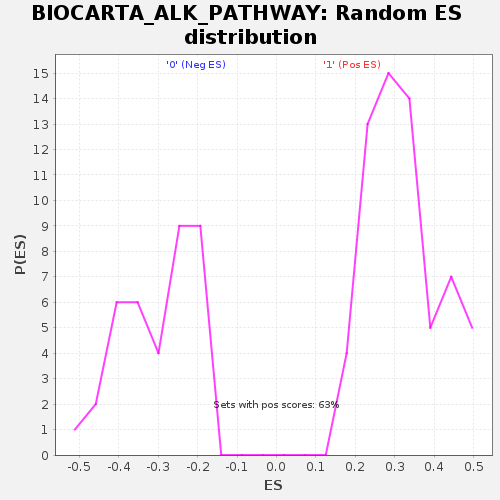 BIOCARTA_ALK_PATHWAY: Random ES
distribution
'0' (Neg ES)
'1' (Pos ES)
15
14
13
12
11
10
9
8
7
6
5
4
3
2
1
0
P(ES)
Sets with pos scores: 63%
-0.5 -0.4 -0.3 -0.2 -0.1 0.0 0.1 0.2 0.3 0.4 0.5
ES